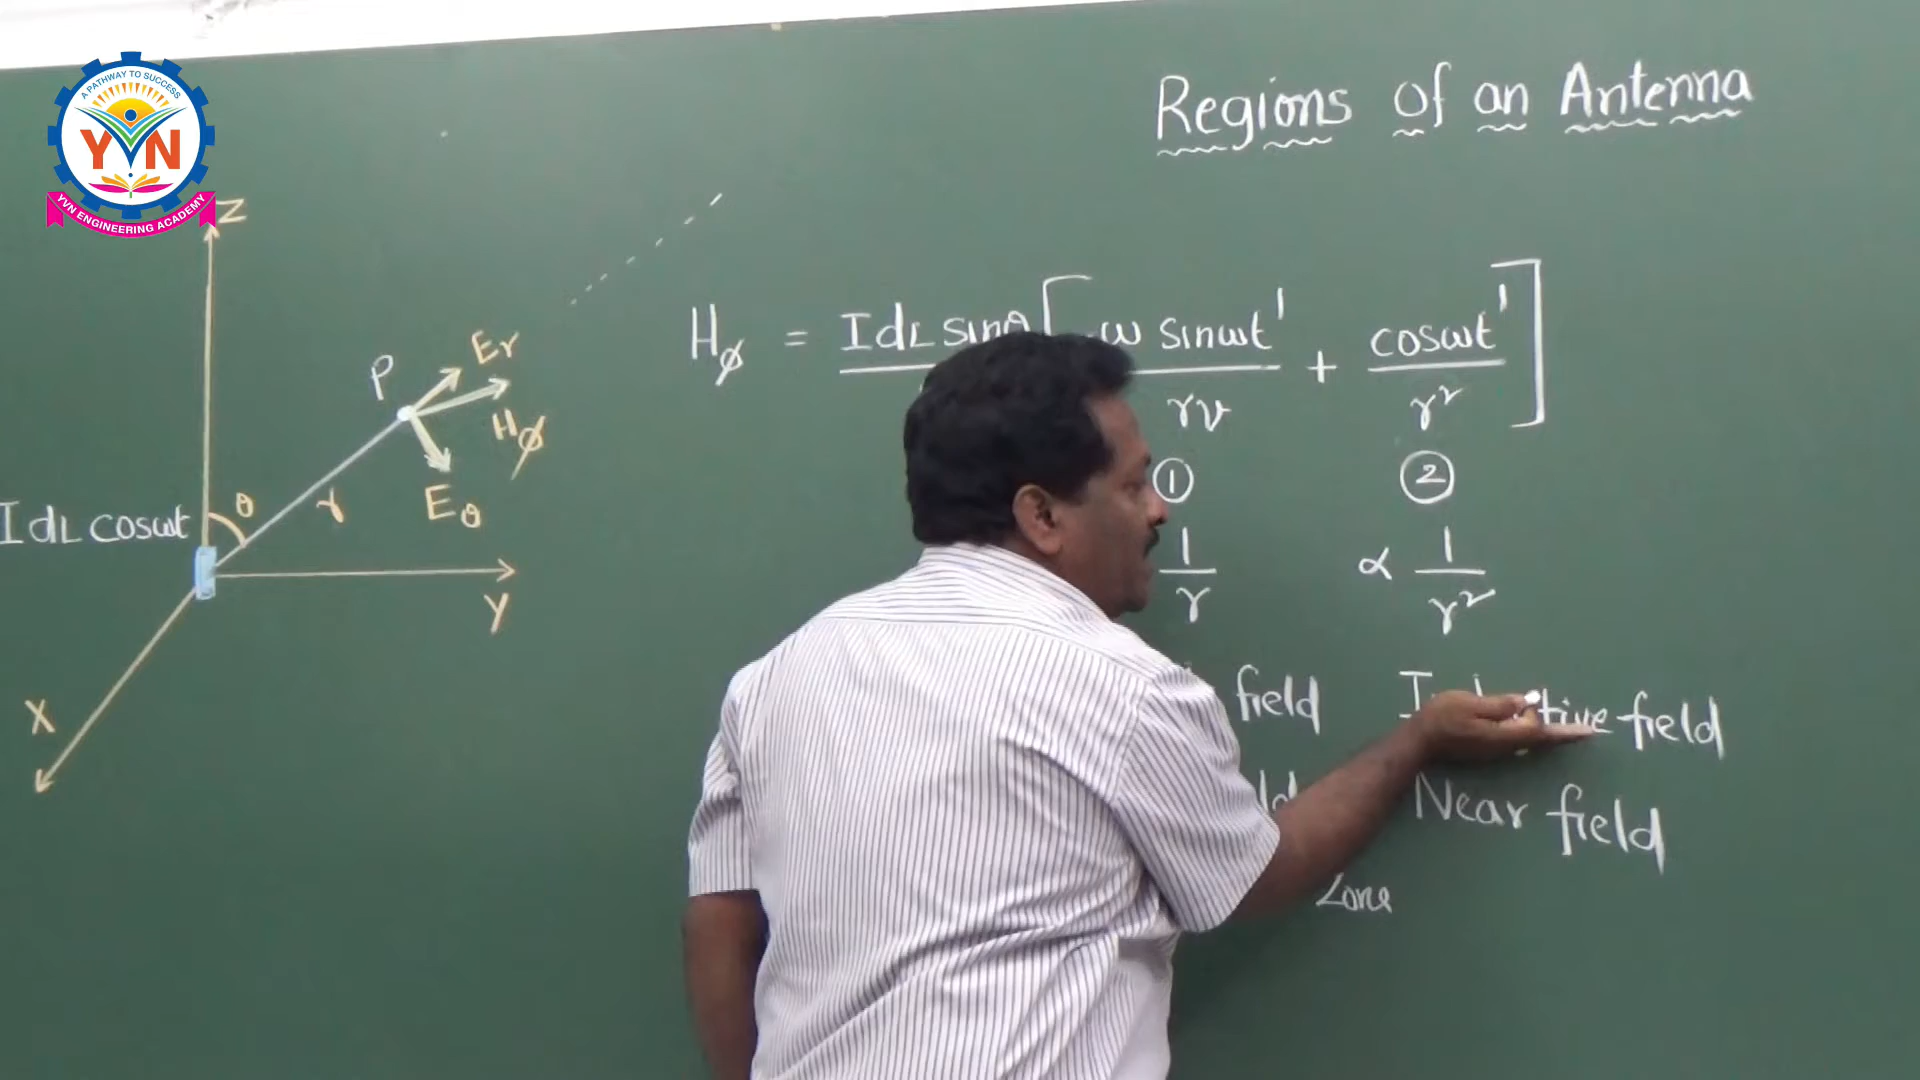 A PATHWAY TO SUCCESS
YVN
YVN ENGINEERING ACADEMY
Regions of an Antenna
Z
P
Er
Hϕ
Eθ
θ
r
IdL coswt
Y
X
Hϕ = IdL sinθ [ -ω sinωt' / rv + cosωt' / r² ]
① ②
1/r ∝ 1/r²
field field
Near field
Zone